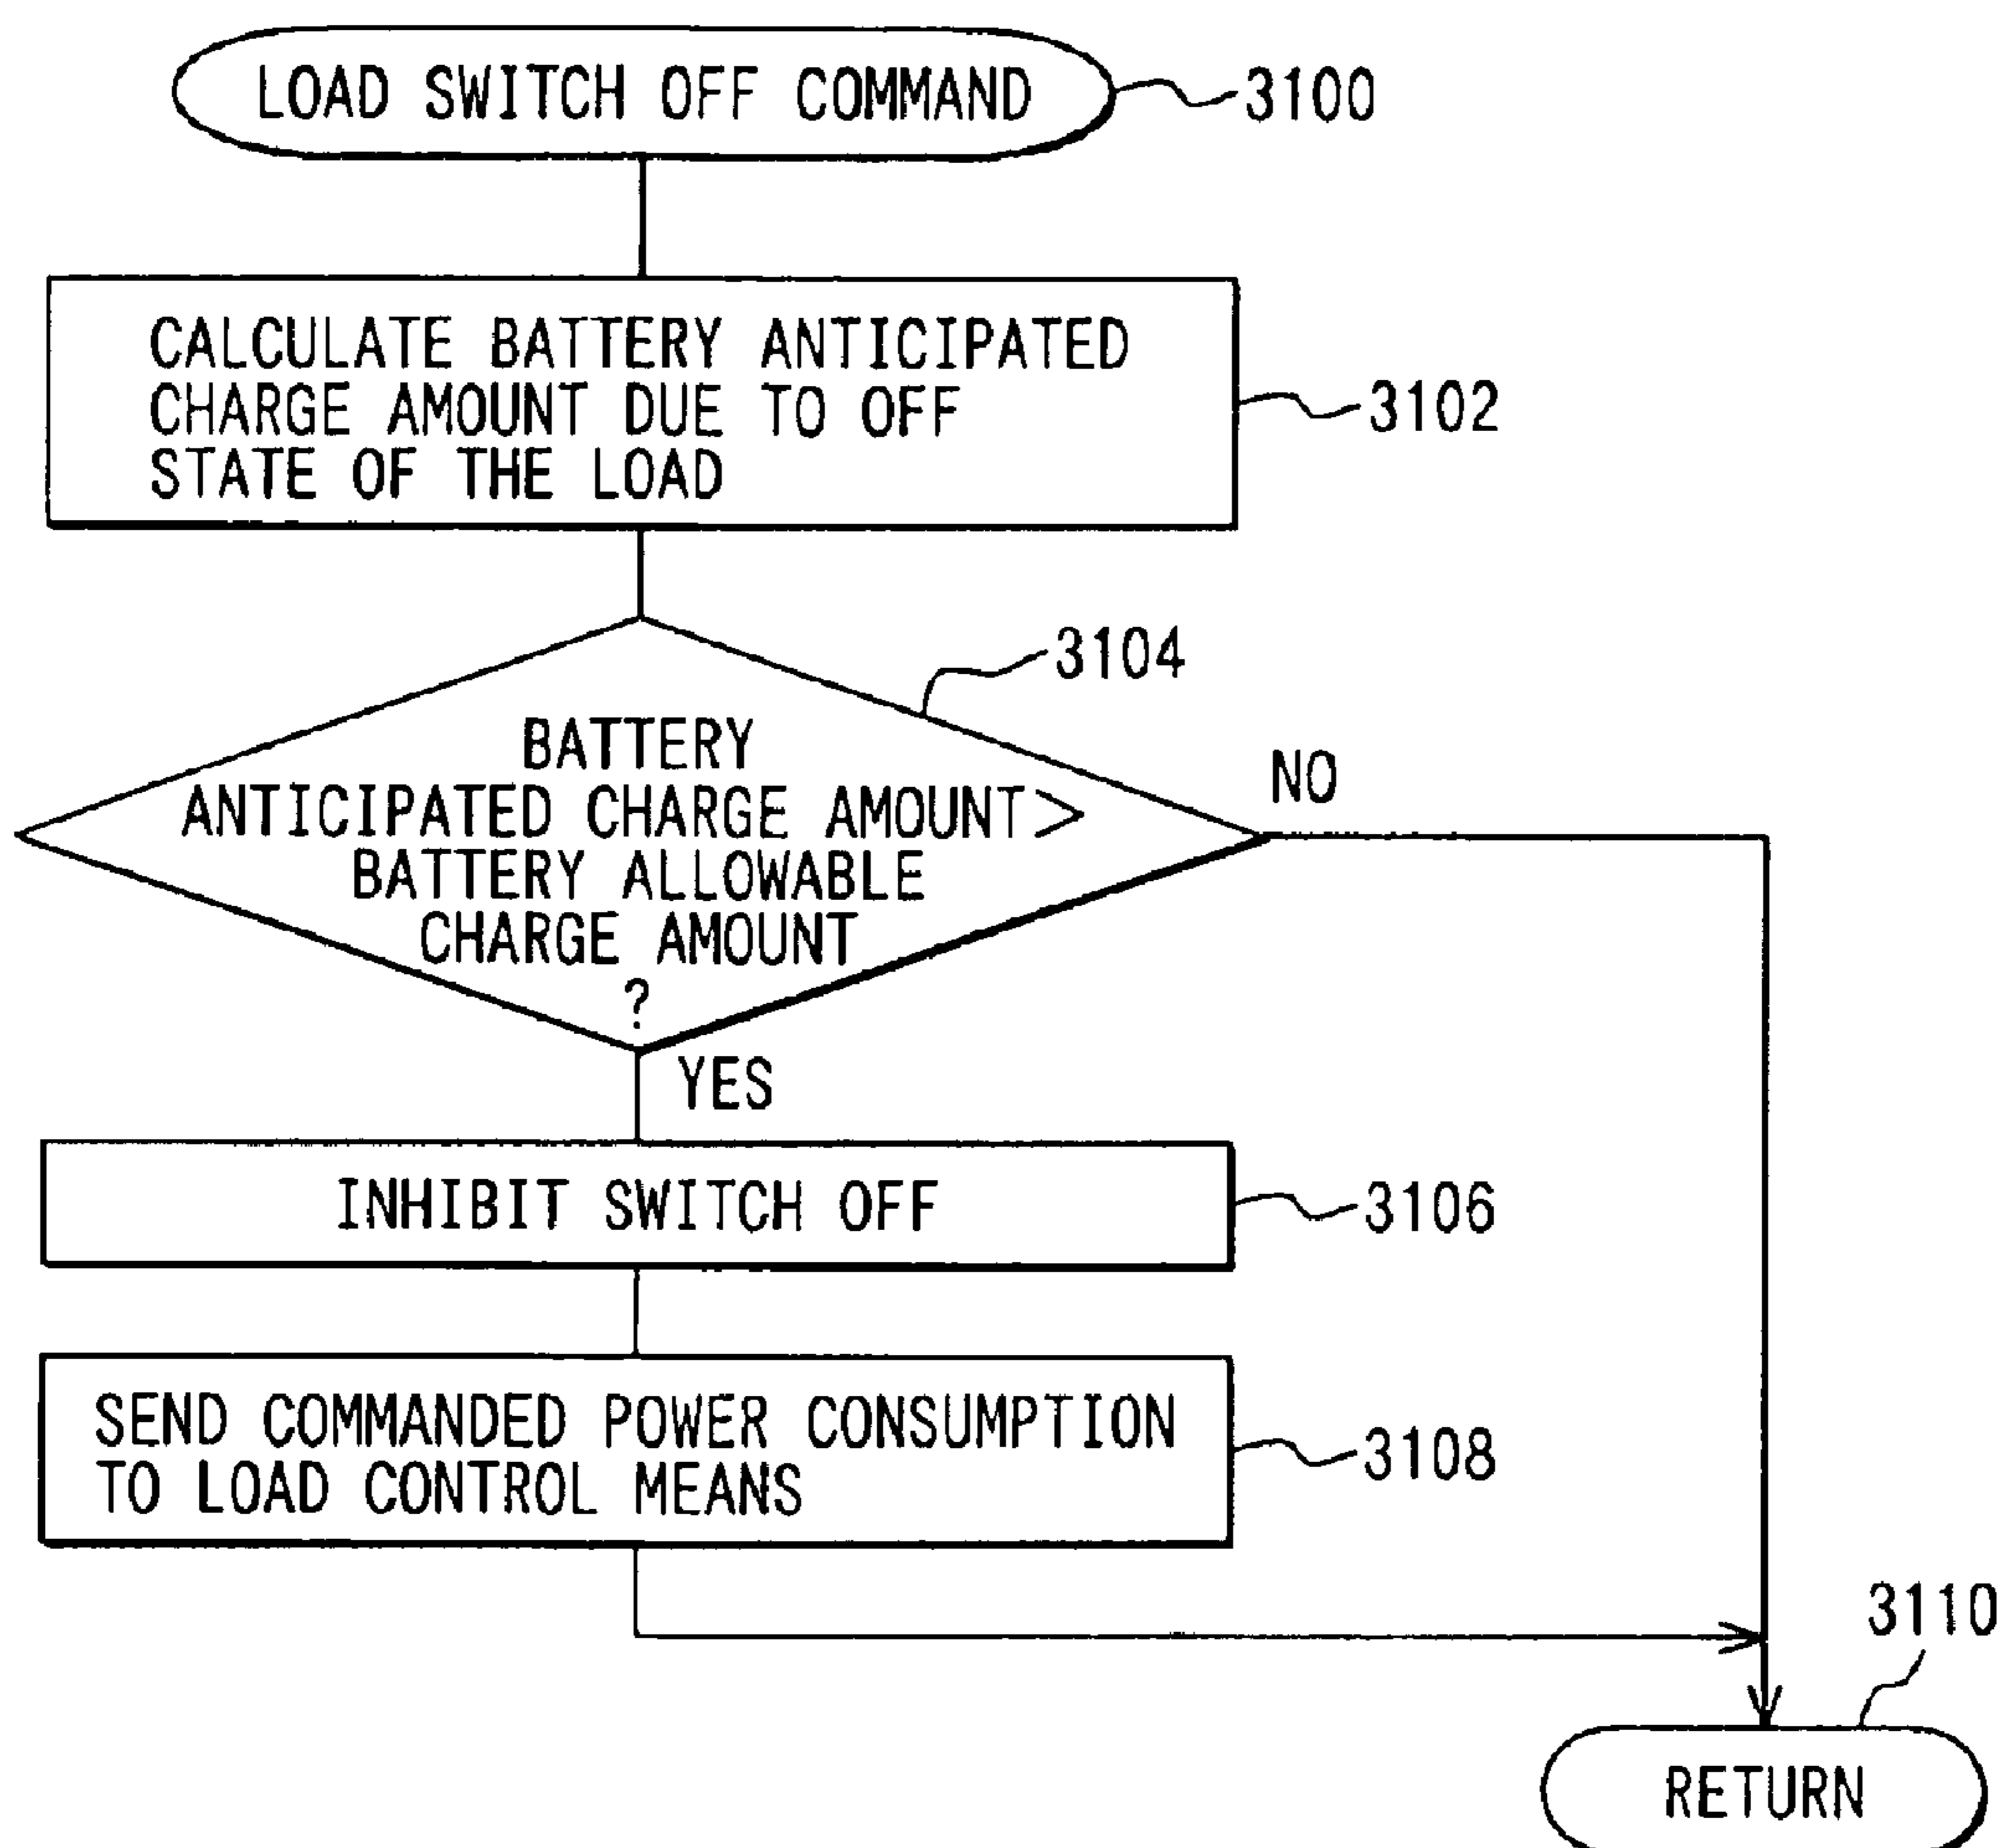 LOAD SWITCH OFF COMMAND
3100
CALCULATE BATTERY ANTICIPATED
CHARGE AMOUNT DUE TO OFF
STATE OF THE LOAD
3102
3104
BATTERY
ANTICIPATED CHARGE AMOUNT>
BATTERY ALLOWABLE
CHARGE AMOUNT
?
NO
YES
INHIBIT SWITCH OFF
3106
SEND COMMANDED POWER CONSUMPTION
TO LOAD CONTROL MEANS
3108
3110
RETURN